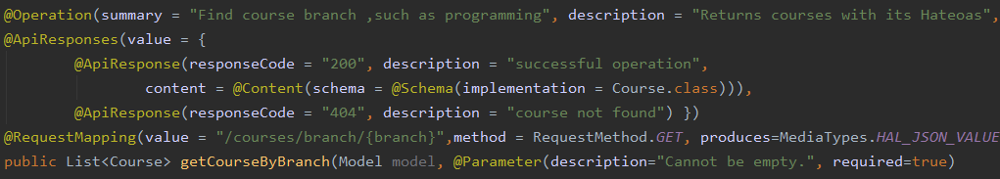 @Operation(summary = "Find course branch ,such as programming", description = "Returns courses with its Hateoas",
@ApiResponses(value = {
@ApiResponse(responseCode = "200", description = "successful operation",
content = @Content(schema = @Schema(implementation = Course.class))),
@ApiResponse(responseCode = "404", description = "course not found") })
@RequestMapping(value = "/courses/branch/{branch}",method = RequestMethod.GET, produces=MediaTypes.HAL_JSON_VALUE
public List<Course> getCourseByBranch(Model model, @Parameter(description="Cannot be empty.", required=true)